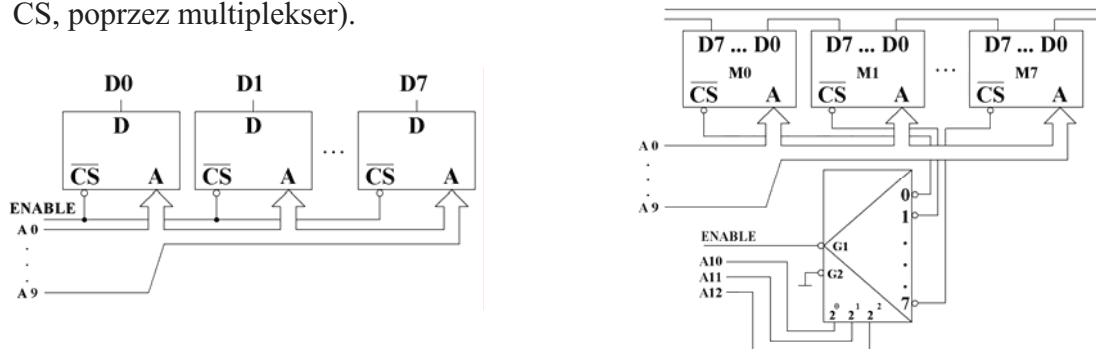 CS, poprzez multiplekser).
D0 D1 D7
D D ... D
CS A CS A CS A
ENABLE
A 0
.
.
.
A 9
D7 ... D0 D7 ... D0 D7 ... D0
M0 M1 ... M7
CS A CS A CS A
A 0
.
.
.
A 9
0
1
.
.
.
.
7
ENABLE
G1
A10
A11
G2
A12
2^0 2^1 2^2